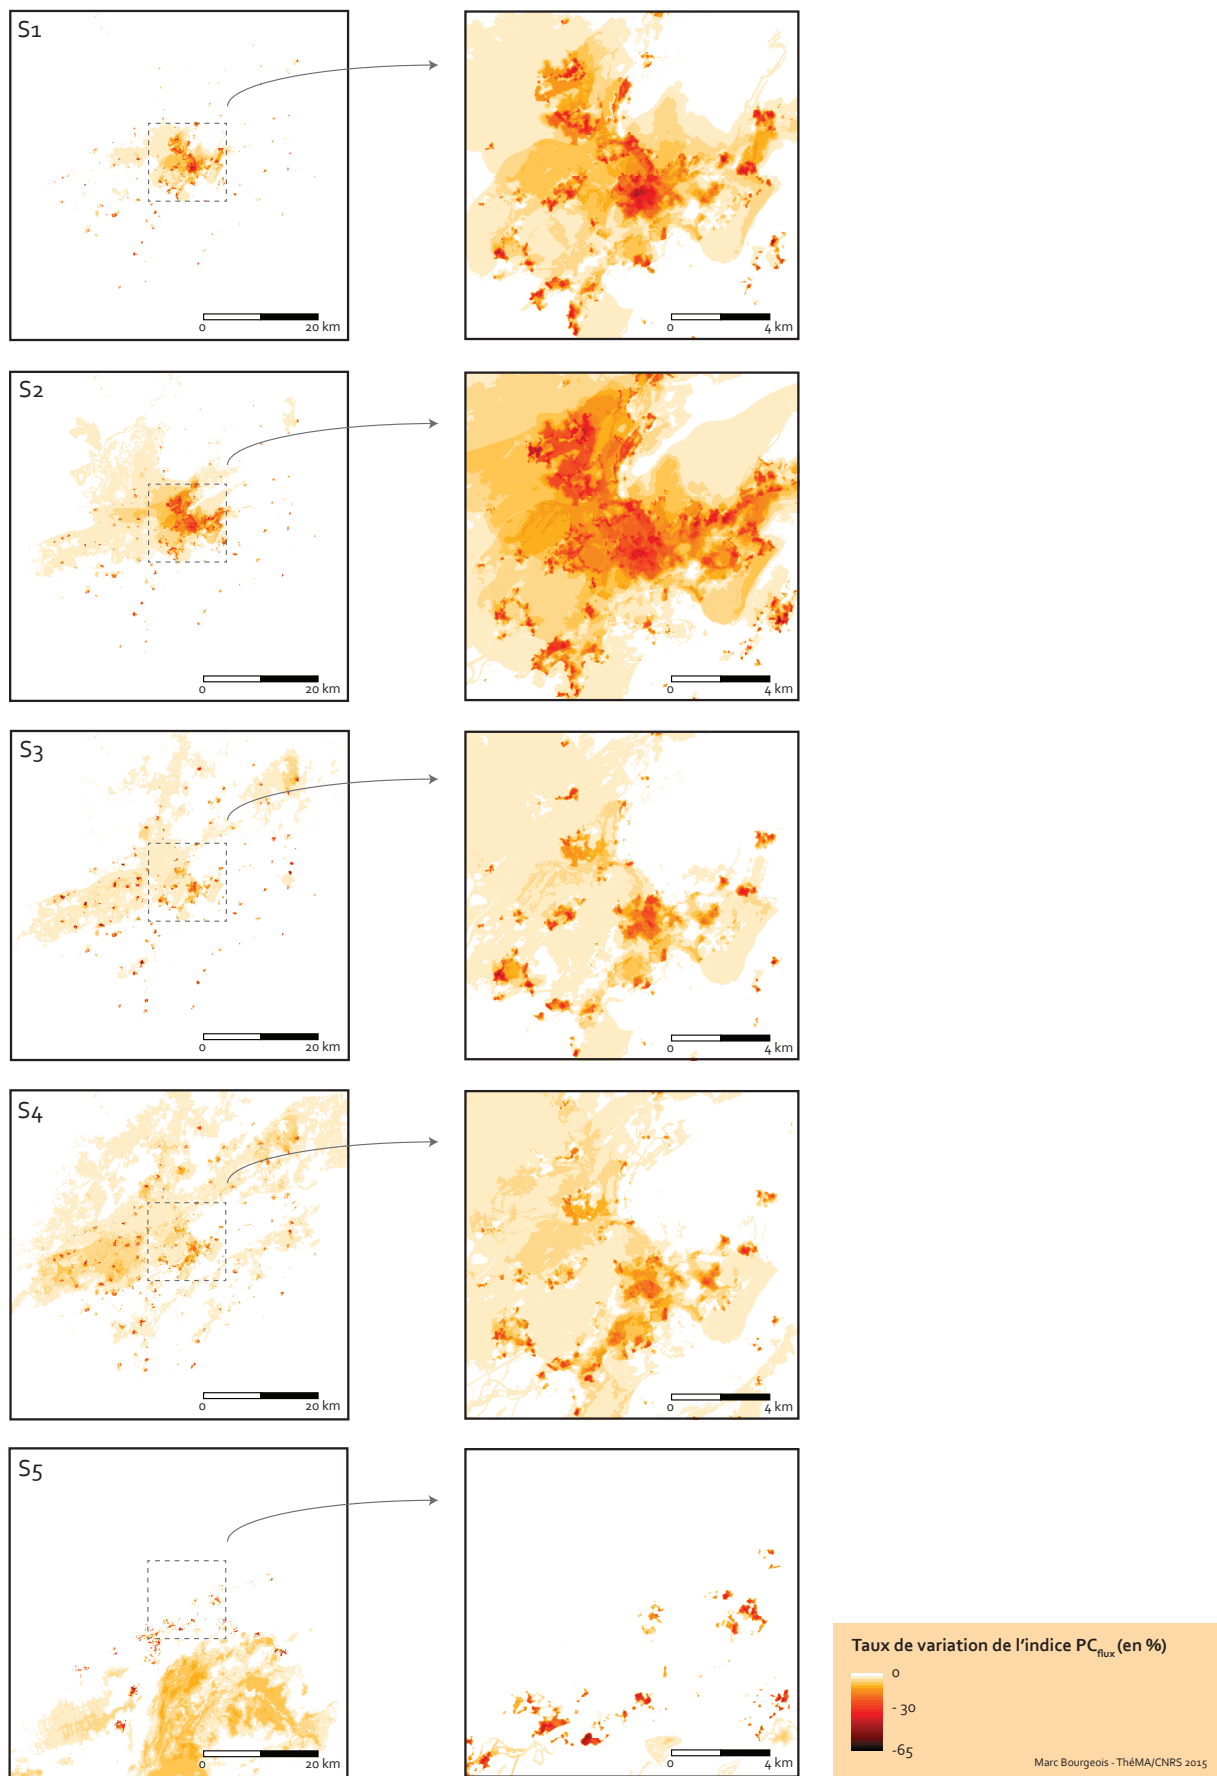 S1
0 20 km
0 4 km
S2
0 20 km
0 4 km
S3
0 20 km
0 4 km
S4
0 20 km
0 4 km
S5
0 20 km
0 4 km
Taux de variation de l'indice PCflux (en %)
0
- 30
-65
Marc Bourgeois - ThéMA/CNRS 2015